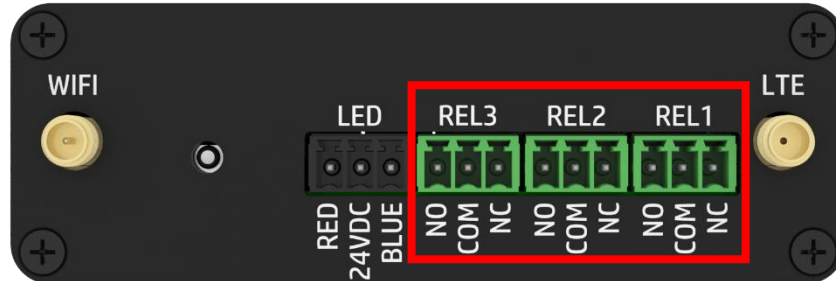 WIFI
LTE
LED REL3 REL2 REL1
RED 24VDC BLUE NO COM NC NO COM NC NO COM NC